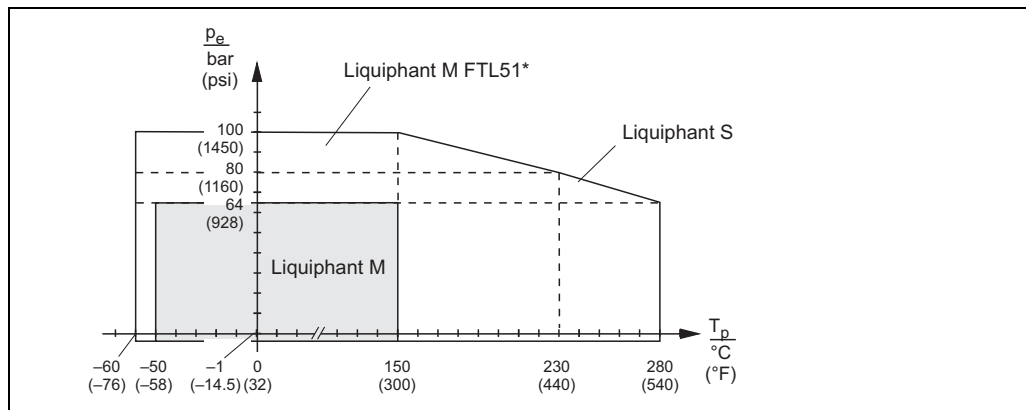 p_e
bar
(psi)
Liquiphant M FTL51*
Liquiphant S
100
(1450)
80
(1160)
64
(928)
Liquiphant M
T_p
°C
(°F)
–60 –50 –1 0 150 230 280
(–76) (–58) (–14.5) (32) (300) (440) (540)